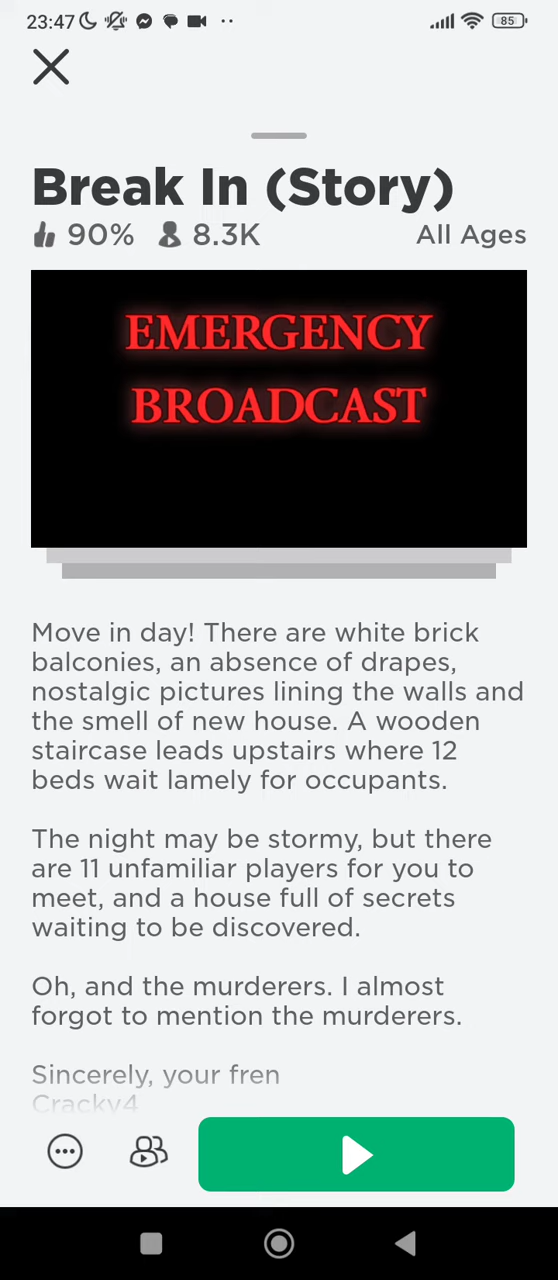 23:47
85
Break In (Story)
90% 8.3K All Ages
EMERGENCY
BROADCAST
Move in day! There are white brick
balconies, an absence of drapes,
nostalgic pictures lining the walls and
the smell of new house. A wooden
staircase leads upstairs where 12
beds wait lamely for occupants.
The night may be stormy, but there
are 11 unfamiliar players for you to
meet, and a house full of secrets
waiting to be discovered.
Oh, and the murderers. I almost
forgot to mention the murderers.
Sincerely, your fren
Cracky4